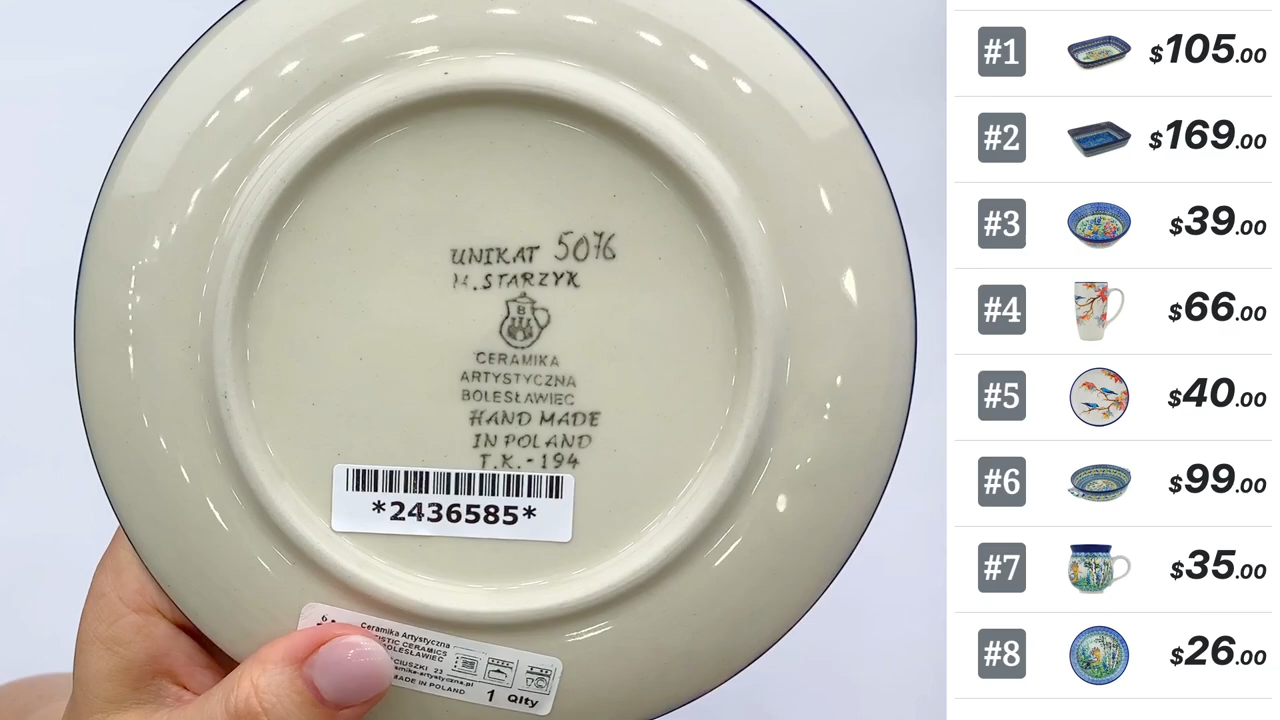 UNIKAT 5076
M. STARZYK
B
CERAMIKA
ARTYSTYCZNA
BOLESŁAWIEC
HAND MADE
IN POLAND
T.K.-194
*2436585*
Ceramika Artystyczna
CERAMICS
MADE IN POLAND
1 Qlty
#1 $105.00
#2 $169.00
#3 $39.00
#4 $66.00
#5 $40.00
#6 $99.00
#7 $35.00
#8 $26.00